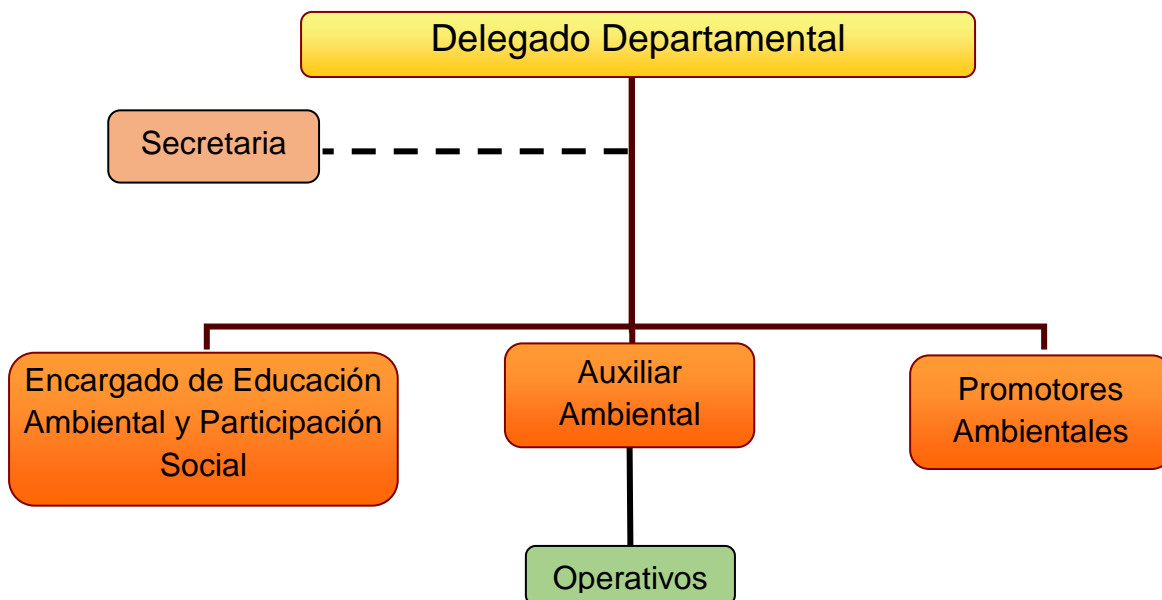 Delegado Departamental
Secretaria
Encargado de Educación
Ambiental y Participación
Social
Auxiliar
Ambiental
Promotores
Ambientales
Operativos